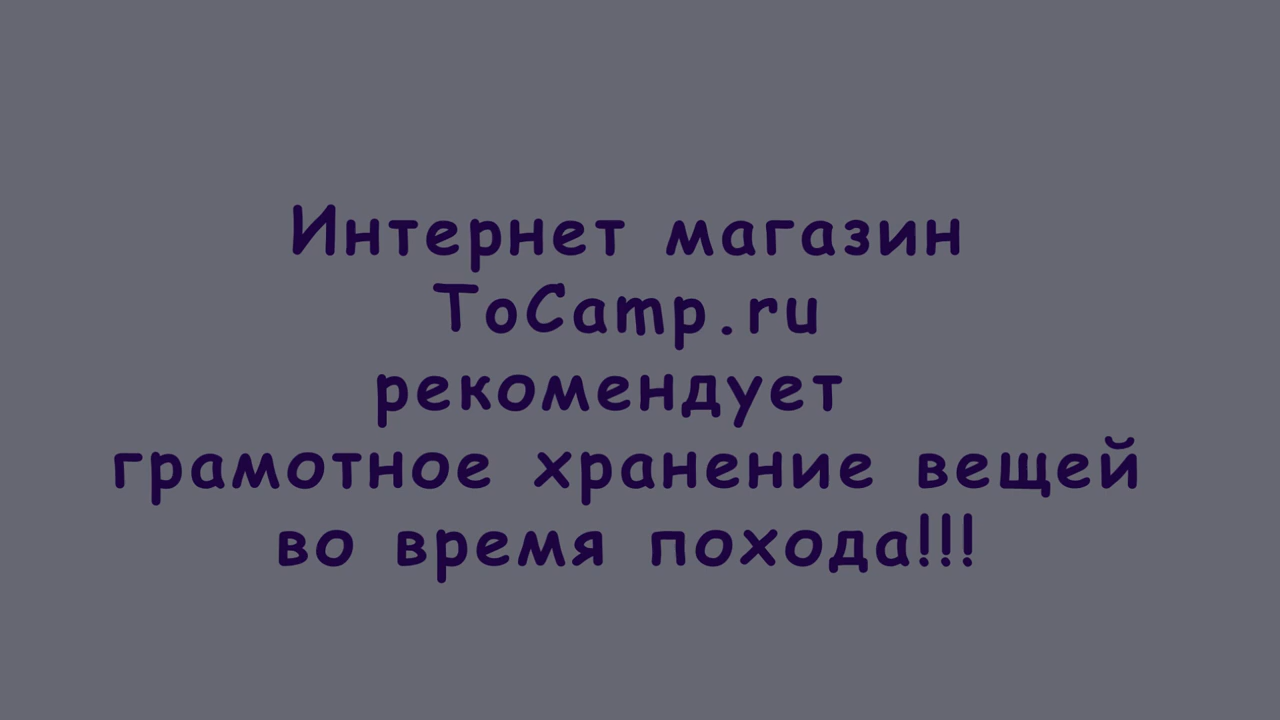 Интернет магазин
ToCamp.ru
рекомендует
грамотное хранение вещей
во время похода!!!